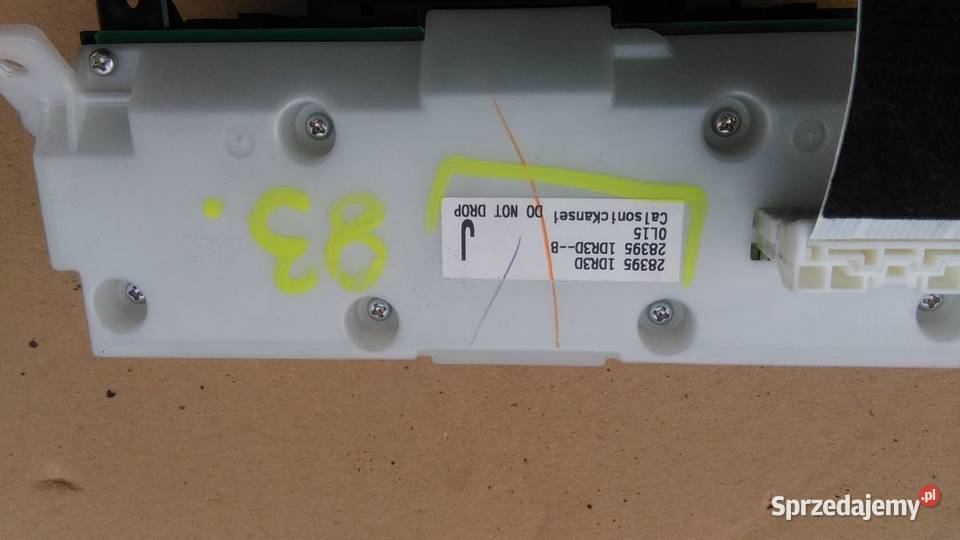 28395 1DR3D
28395 1DR3D--B
0L15
CalsonicKansei
DO NOT DROP
J
83
Sprzedajemy.pl